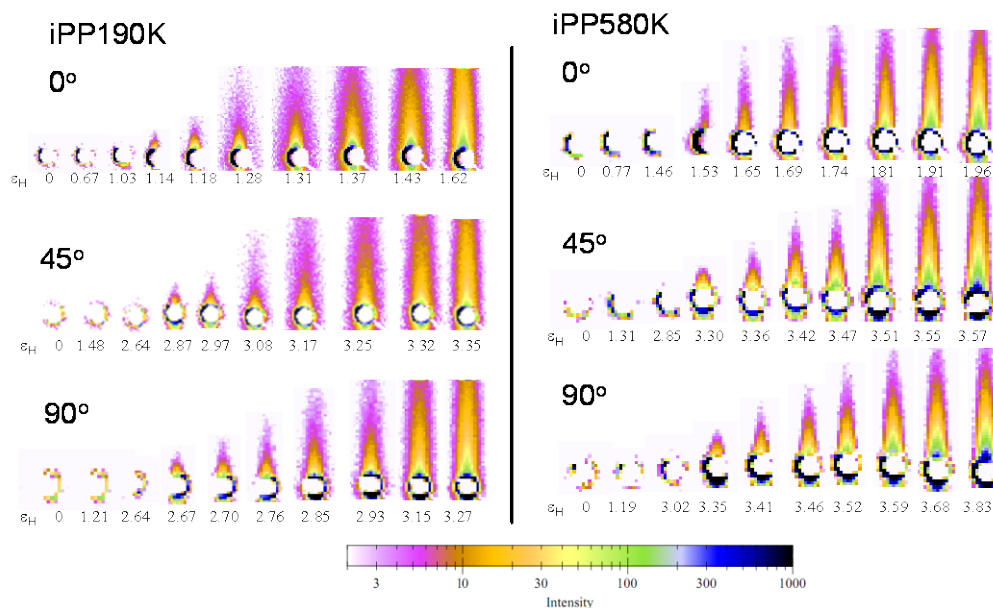 iPP190K
0º
εH 0 0.67 1.03 1.14 1.18 1.28 1.31 1.37 1.43 1.62
45º
εH 0 1.48 2.64 2.87 2.97 3.08 3.17 3.25 3.32 3.35
90º
εH 0 1.21 2.64 2.67 2.70 2.76 2.85 2.93 3.15 3.27
iPP580K
0º
εH 0 0.77 1.46 1.53 1.65 1.69 1.74 181 1.91 1.96
45º
εH 0 1.31 2.85 3.30 3.36 3.42 3.47 3.51 3.55 3.57
90º
εH 0 1.19 3.02 3.35 3.41 3.46 3.52 3.59 3.68 3.83
3 10 30 100 300 1000
Intensity